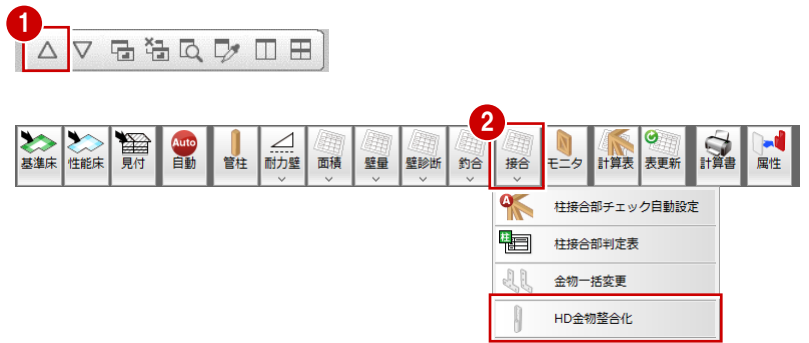 1
2
基準床 性能床 見付 Auto 自動 管柱 耐力壁 面積 壁量 壁診断 釣合 接合 モニタ 計算表 表更新 計算書 属性
A 柱接合部チェック自動設定
柱 柱接合部判定表
金物一括変更
HD金物整合化